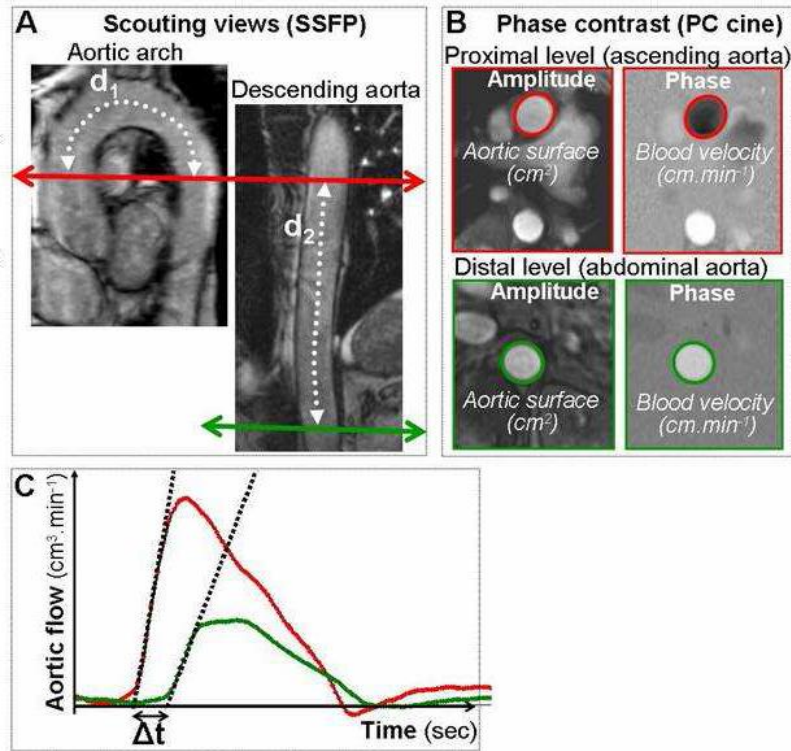 A Scouting views (SSFP)
Aortic arch
d1
Descending aorta
d2
B Phase contrast (PC cine)
Proximal level (ascending aorta)
Amplitude
Aortic surface
(cm²)
Phase
Blood velocity
(cm.min⁻¹)
Distal level (abdominal aorta)
Amplitude
Aortic surface
(cm²)
Phase
Blood velocity
(cm.min⁻¹)
C
Aortic flow (cm³.min⁻¹)
Δt
Time (sec)